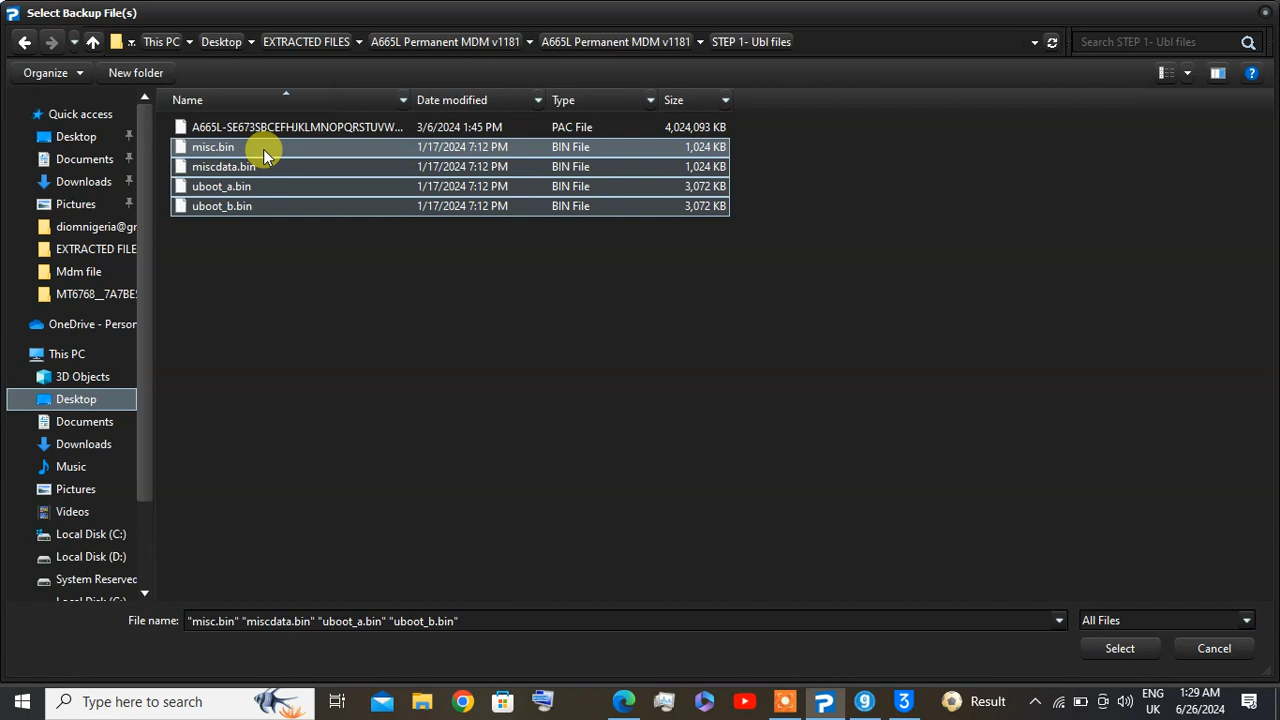 Select Backup File(s)
This PC Desktop EXTRACTED FILES A665L Permanent MDM v1181 A665L Permanent MDM v1181 STEP 1- Ubl files Search STEP 1- Ubl files
Organize New folder
Name Date modified Type Size
Quick access
Desktop
Documents
Downloads
Pictures
diomnigeria@gr
EXTRACTED FILE
Mdm file
MT6768__7A7BE
OneDrive - Person
This PC
3D Objects
Desktop
Documents
Downloads
Music
Pictures
Videos
Local Disk (C:)
Local Disk (D:)
System Reserved
A665L-SE673SBCEFHJKLMNOPQRSTUVW... 3/6/2024 1:45 PM PAC File 4,024,093 KB
misc.bin 1/17/2024 7:12 PM BIN File 1,024 KB
miscdata.bin 1/17/2024 7:12 PM BIN File 1,024 KB
uboot_a.bin 1/17/2024 7:12 PM BIN File 3,072 KB
uboot_b.bin 1/17/2024 7:12 PM BIN File 3,072 KB
File name: "misc.bin" "miscdata.bin" "uboot_a.bin" "uboot_b.bin" All Files
Select Cancel
Type here to search
Result
ENG
UK
1:29 AM
6/26/2024